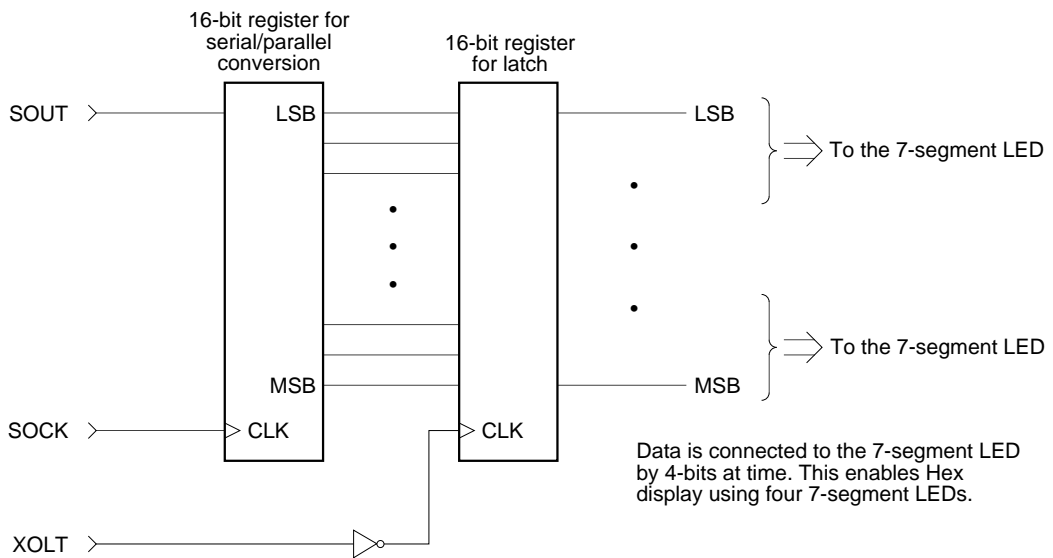 16-bit register for
serial/parallel
conversion
16-bit register
for latch
SOUT
LSB
LSB
To the 7-segment LED
To the 7-segment LED
MSB
MSB
SOCK
CLK
CLK
Data is connected to the 7-segment LED
by 4-bits at time. This enables Hex
display using four 7-segment LEDs.
XOLT